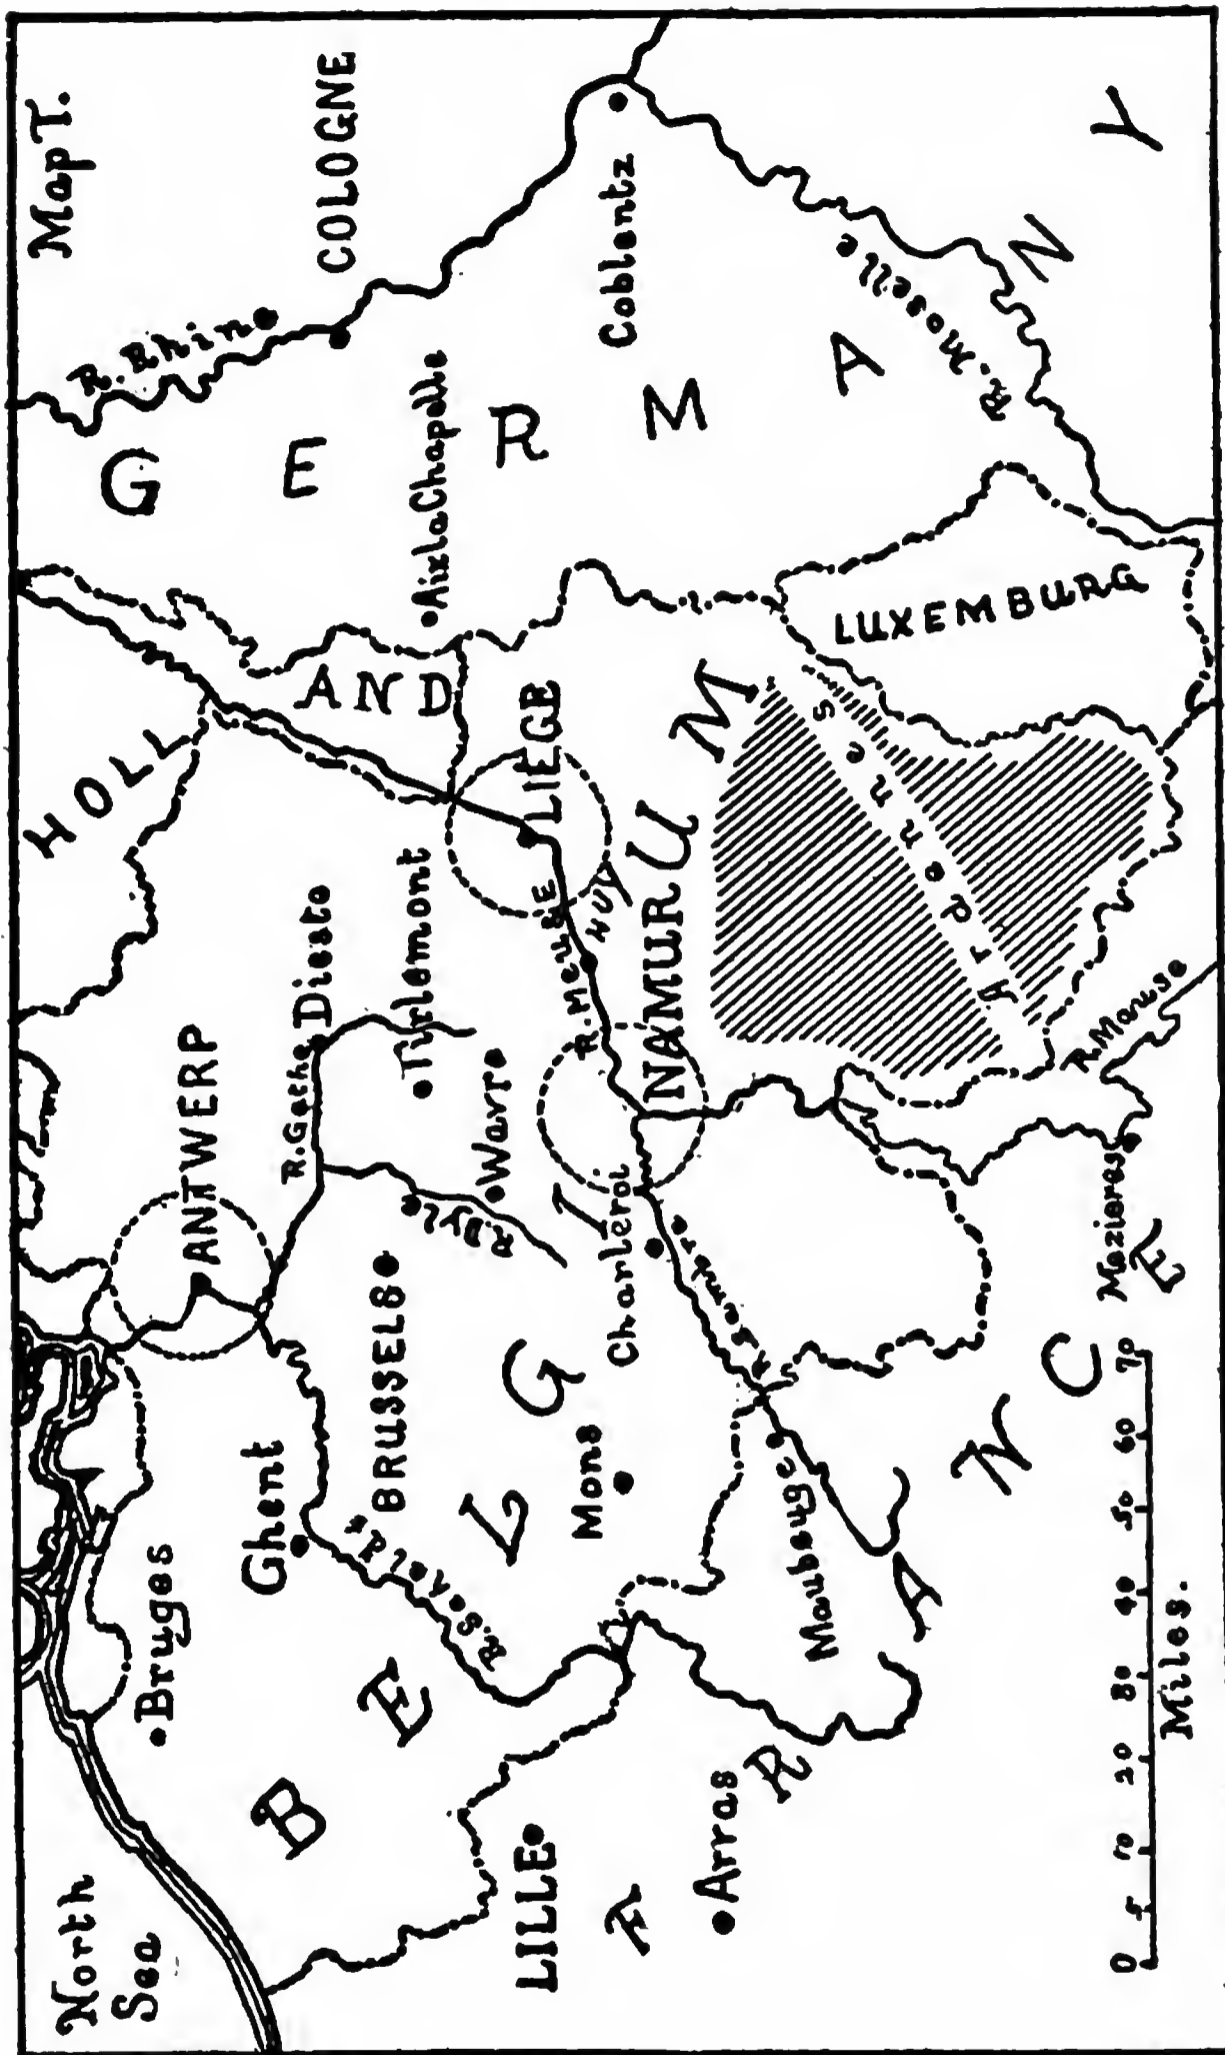 Map T.
North
Sea
HOLLAND
GERMANY
BELGIUM
FRANCE
LUXEMBURG
Ardennes
R. Rhin
COLOGNE
Coblentz
R. Moselle
Aix la Chapelle
ANTWERP
Bruges
Ghent
BRUSSELS
R. Gethe
Dieste
Tirlemont
Wavre
R. Dyle
LIEGE
HUY
R. Meuse
NAMUR
Charleroi
R. Sambre
Mons
Maubeuge
R. Scheldt
LILLE
Arras
Mezieres
R. Meuse
0 5 10 20 30 40 50 60 70
Miles.